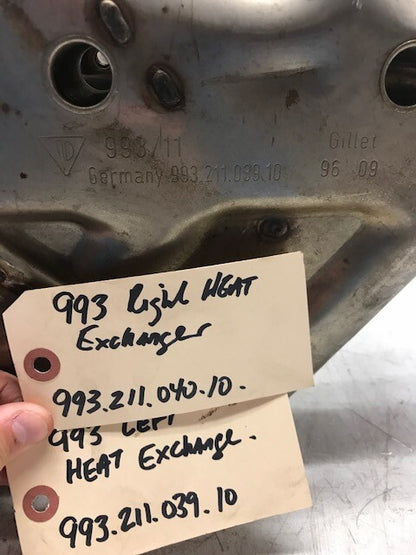 993/11
Gillet
Germany 993.211.039.10
96 09
993 Right HEAT
Exchanger
993.211.040.10.
993 LEFT
HEAT Exchange.
993.211.039.10